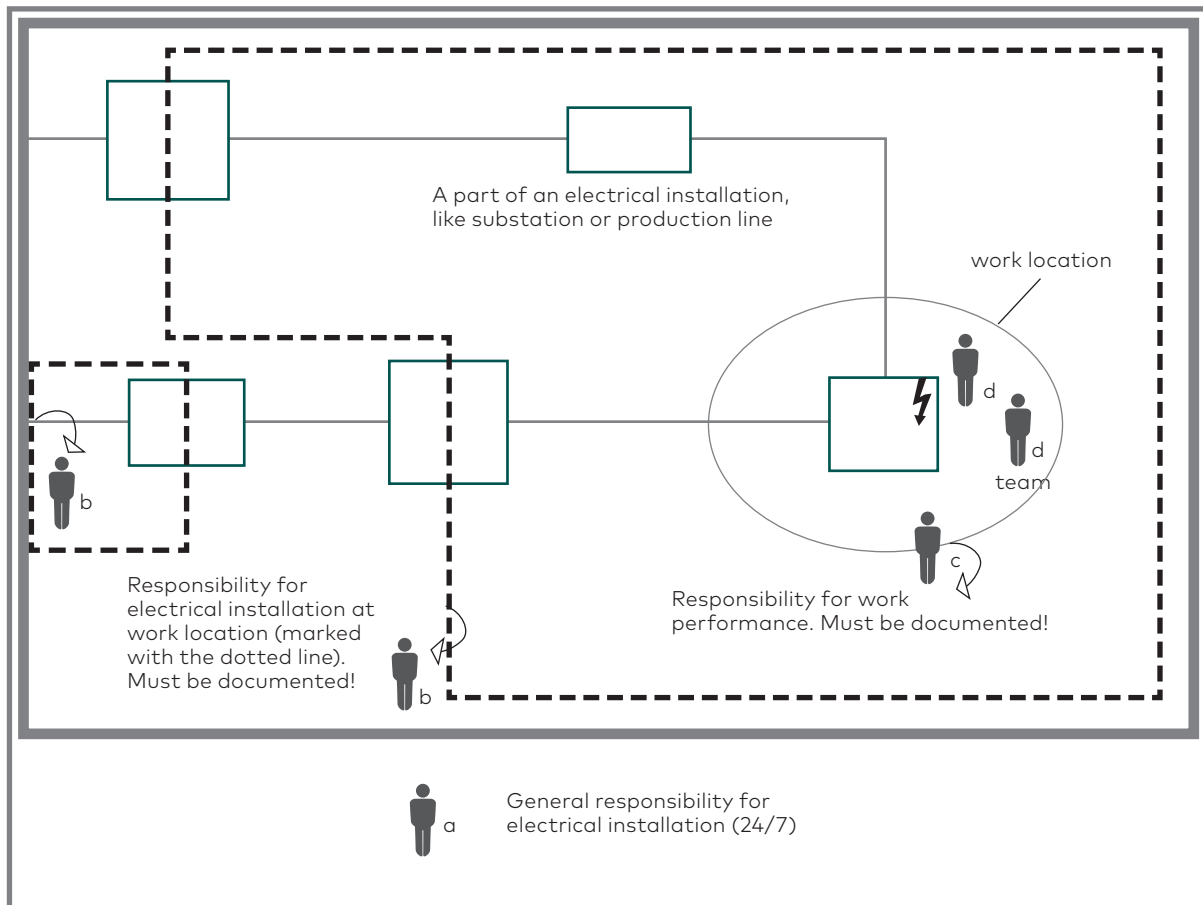 A part of an electrical installation,
like substation or production line
work location
d
d
team
b
c
Responsibility for
electrical installation at
work location (marked
with the dotted line).
Must be documented!
Responsibility for work
performance. Must be documented!
b
a
General responsibility for
electrical installation (24/7)